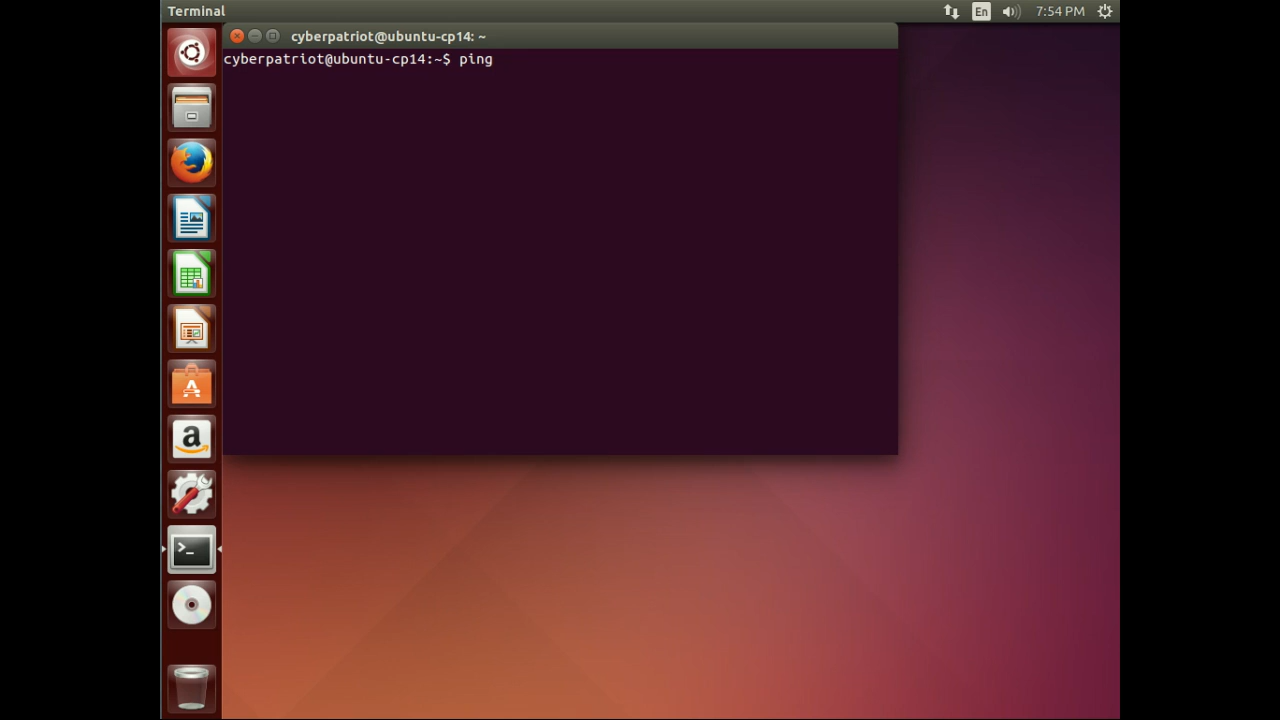 Terminal
En
7:54 PM
cyberpatriot@ubuntu-cp14: ~
cyberpatriot@ubuntu-cp14:~$ ping